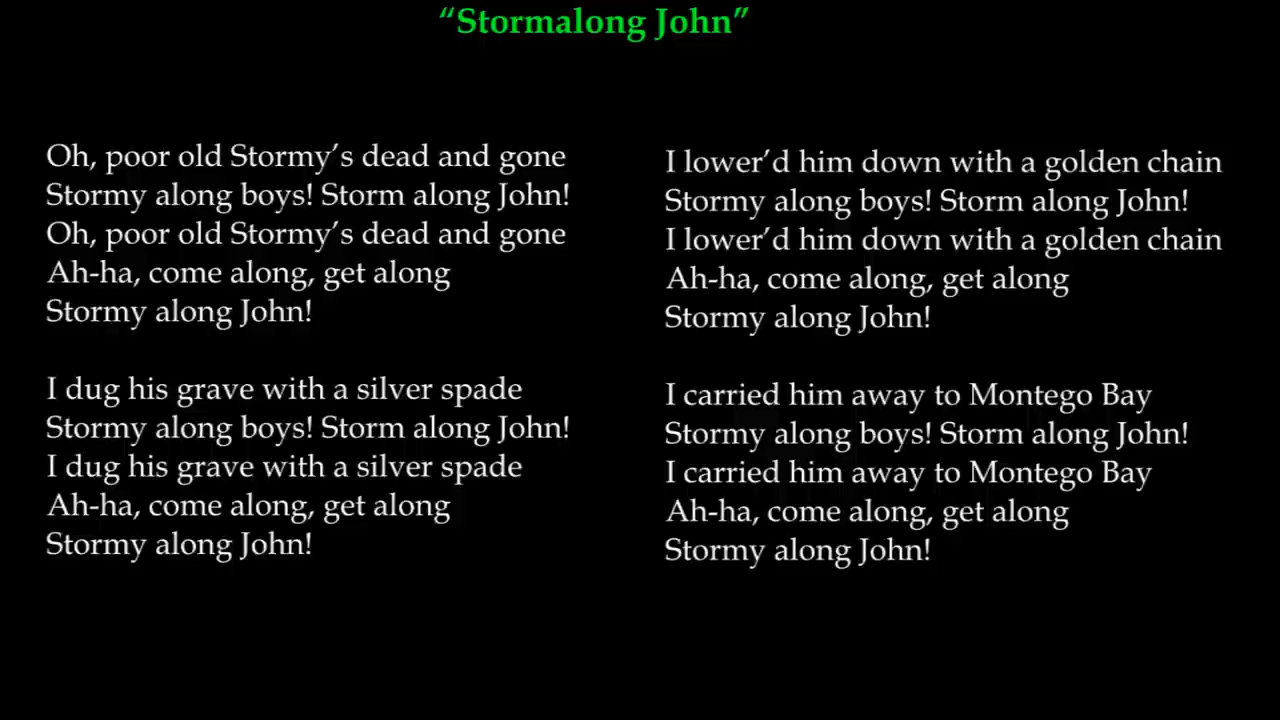 “Stormalong John”
Oh, poor old Stormy’s dead and gone
Stormy along boys! Storm along John!
Oh, poor old Stormy’s dead and gone
Ah-ha, come along, get along
Stormy along John!
I dug his grave with a silver spade
Stormy along boys! Storm along John!
I dug his grave with a silver spade
Ah-ha, come along, get along
Stormy along John!
I lower’d him down with a golden chain
Stormy along boys! Storm along John!
I lower’d him down with a golden chain
Ah-ha, come along, get along
Stormy along John!
I carried him away to Montego Bay
Stormy along boys! Storm along John!
I carried him away to Montego Bay
Ah-ha, come along, get along
Stormy along John!